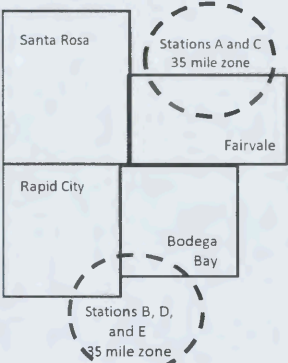 Santa Rosa
Stations A and C
35 mile zone
Fairvale
Rapid City
Bodega
Bay
Stations B, D,
and E
35 mile zone